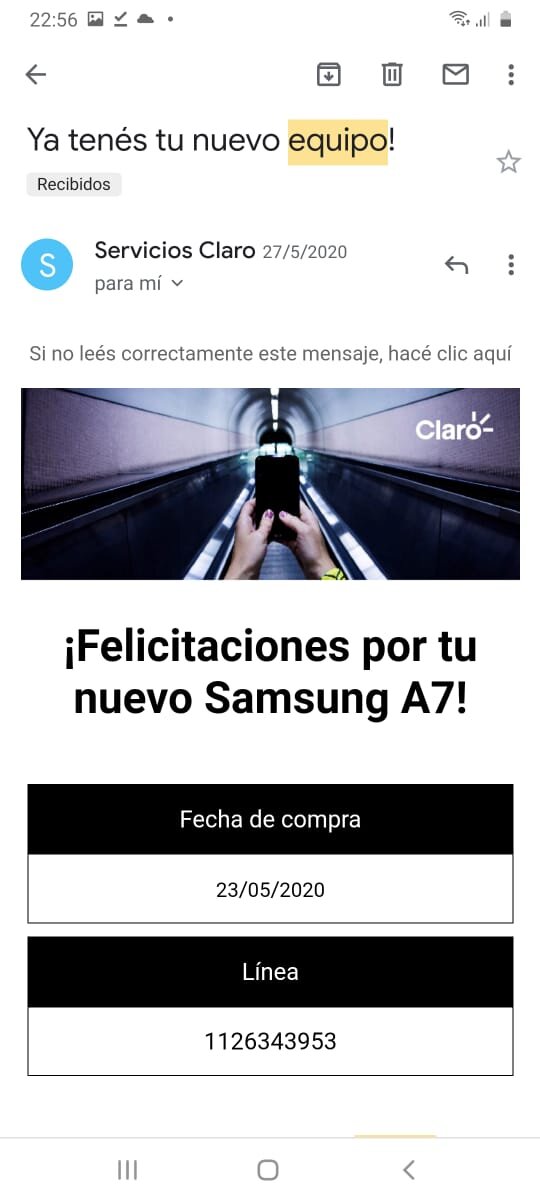 22:56
Ya tenés tu nuevo equipo!
Recibidos
S
Servicios Claro 27/5/2020
para mí
Si no leés correctamente este mensaje, hacé clic aquí
Claro
¡Felicitaciones por tu
nuevo Samsung A7!
Fecha de compra
23/05/2020
Línea
1126343953